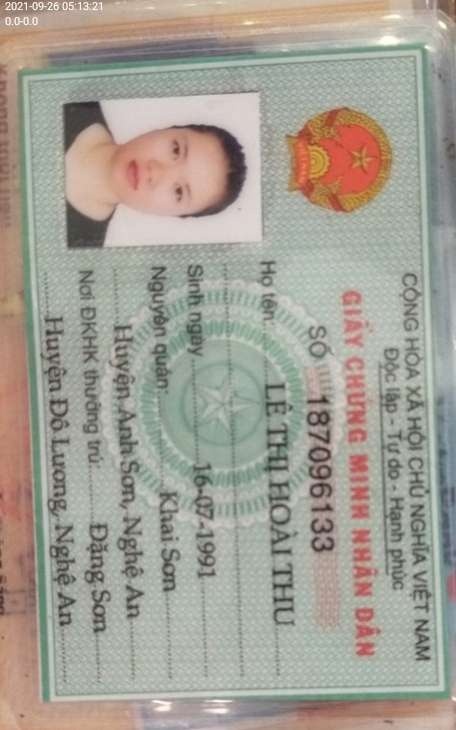 2021-09-26 05:13:21
0.0-0.0
CỘNG HÒA XÃ HỘI CHỦ NGHĨA VIỆT NAM
Độc lập - Tự do - Hạnh phúc
GIẤY CHỨNG MINH NHÂN DÂN
SỐ 187096133
Họ tên: LÊ THỊ HOÀI THU
Sinh ngày 16-07-1991
Nguyên quán: Khai Sơn
Huyện Anh Sơn, Nghệ An
Nơi ĐKHK thường trú: Đặng Sơn
Huyện Đô Lương, Nghệ An